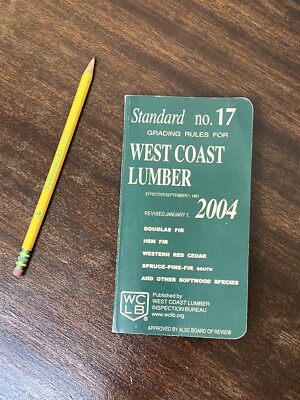 Standard no. 17
GRADING RULES FOR
WEST COAST
LUMBER
EFFECTIVE SEPTEMBER 1, 1991
REVISED JANUARY 1, 2004
DOUGLAS FIR
HEM FIR
WESTERN RED CEDAR
SPRUCE-PINE-FIR SOUTH
AND OTHER SOFTWOOD SPECIES
WC
LB
Published by
WEST COAST LUMBER
INSPECTION BUREAU
www.wclib.org
APPROVED BY ALSC BOARD OF REVIEW